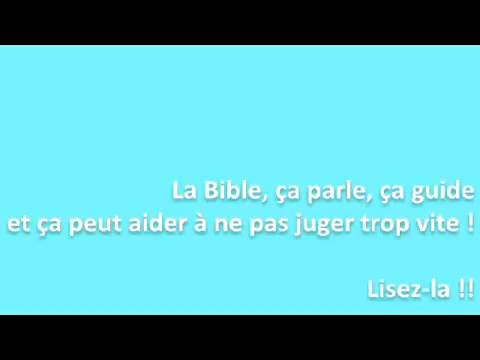 La Bible, ça parle, ça guide
et ça peut aider à ne pas juger trop vite !
Lisez-la !!